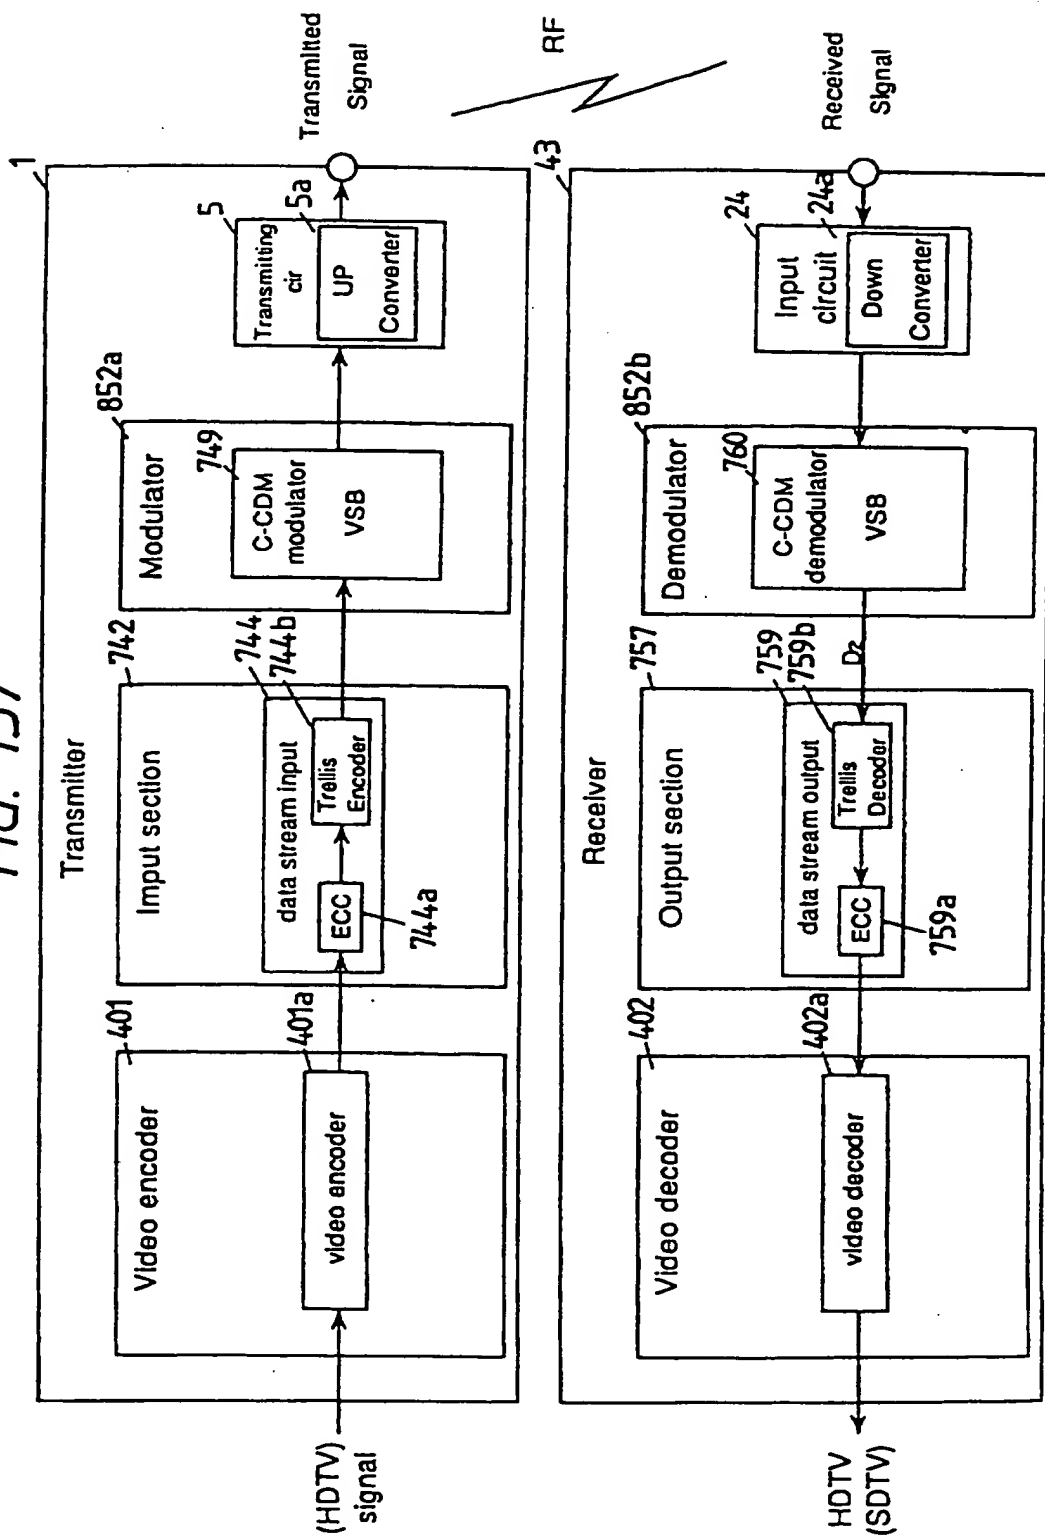 FIG. 157
1
Transmitter
(HDTV)
signal
401
Video encoder
401a
video encoder
742
Imput section
744
744b
data stream input
ECC
744a
Trellis
Encoder
852a
Modulator
749
C-CDM
modulator
VSB
5
Transmitting
cir
5a
UP
Converter
Transmitted
Signal
RF
43
Receiver
HDTV
(SDTV)
402
Video decoder
402a
video decoder
757
Output section
759
759b
data stream output
ECC
759a
Trellis
Decoder
D2
852b
Demodulator
760
C-CDM
demodulator
VSB
24
Input
circuit
24a
Down
Converter
Received
Signal